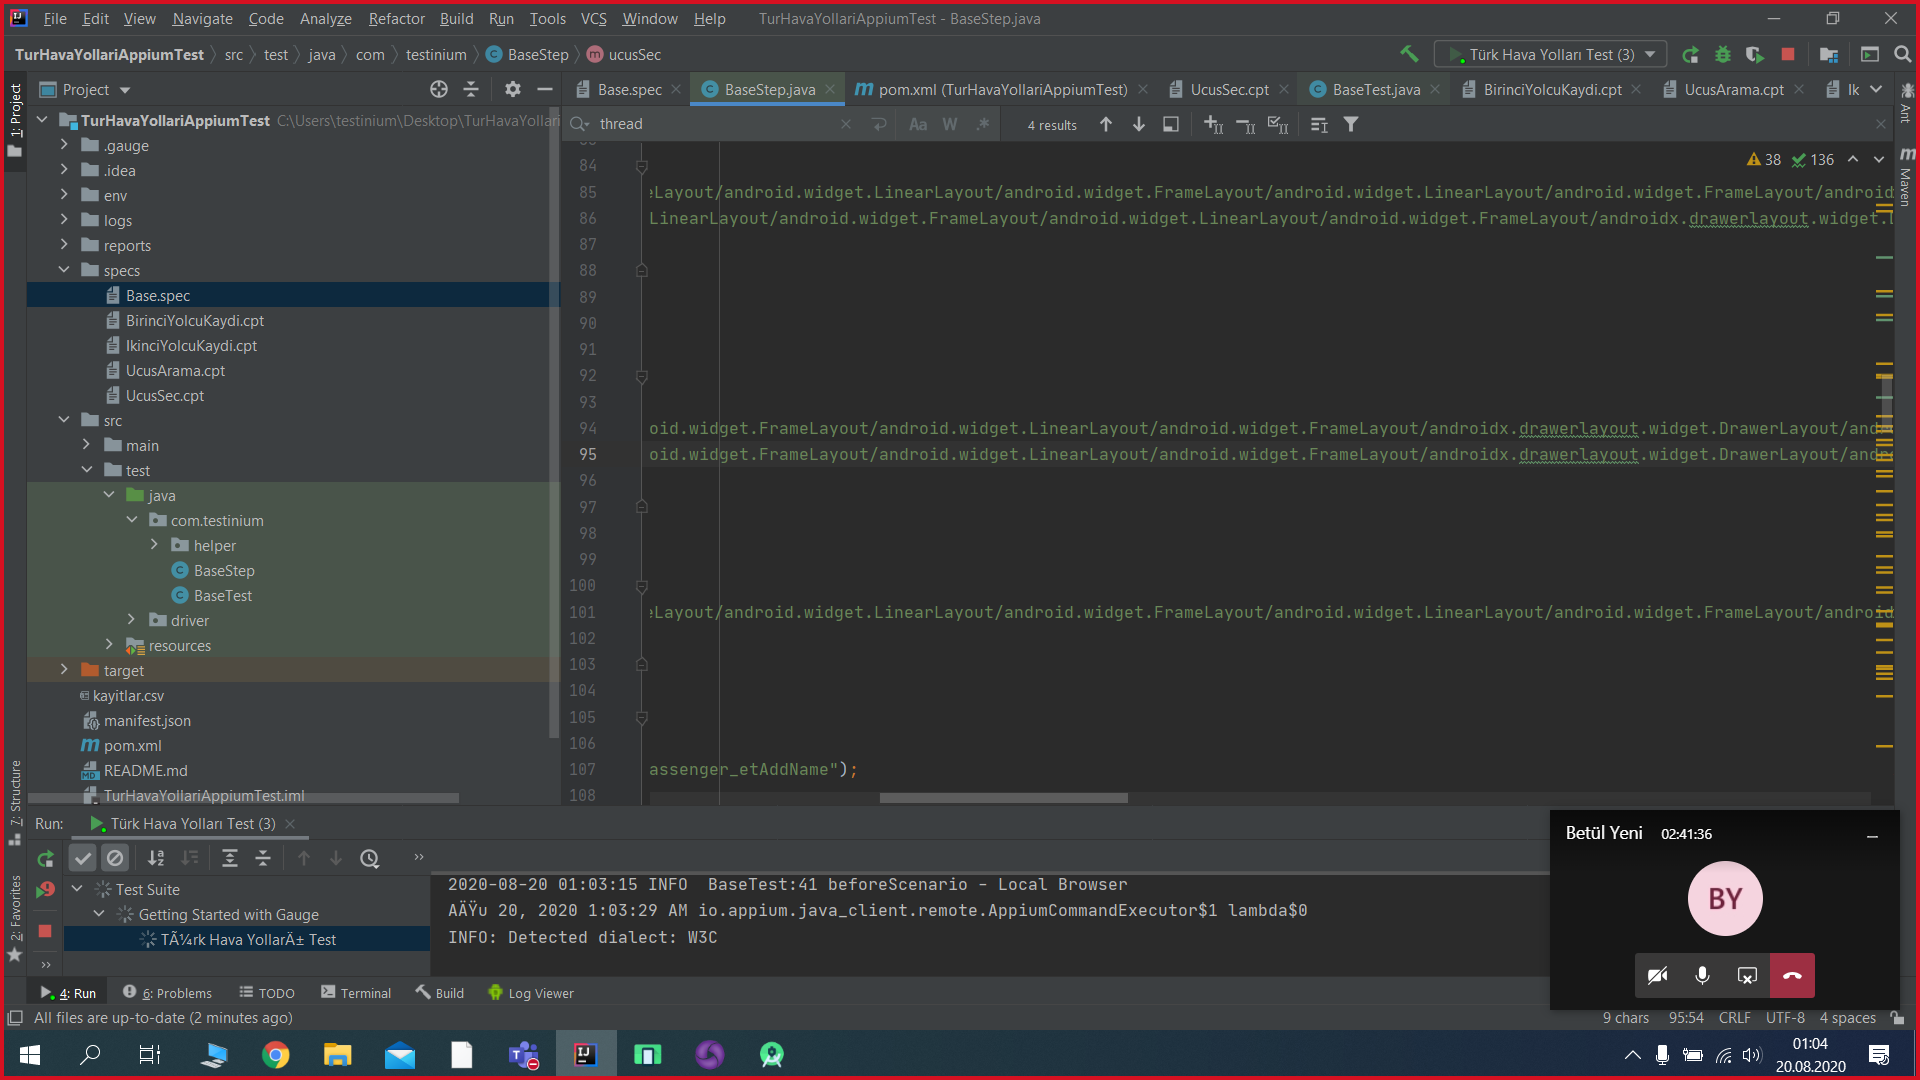 File Edit View Navigate Code Analyze Refactor Build Run Tools VCS Window Help TurHavaYollariAppiumTest - BaseStep.java
TurHavaYollariAppiumTest src test java com testinium BaseStep ucusSec Türk Hava Yolları Test (3)
1: Project
Project
Base.spec BaseStep.java pom.xml (TurHavaYollariAppiumTest) UcusSec.cpt BaseTest.java BirinciYolcuKaydi.cpt UcusArama.cpt Ik
thread 4 results
38 136
Ant
Maven
TurHavaYollariAppiumTest C:\Users\testinium\Desktop\TurHavaYollari
.gauge
.idea
env
logs
reports
specs
Base.spec
BirinciYolcuKaydi.cpt
IkinciYolcuKaydi.cpt
UcusArama.cpt
UcusSec.cpt
src
main
test
java
com.testinium
helper
BaseStep
BaseTest
driver
resources
target
kayitlar.csv
manifest.json
pom.xml
README.md
TurHavaYollariAppiumTest.iml
84
85 eLayout/android.widget.LinearLayout/android.widget.FrameLayout/android.widget.LinearLayout/android.widget.FrameLayout/android
86 LinearLayout/android.widget.FrameLayout/android.widget.LinearLayout/android.widget.FrameLayout/androidx.drawerlayout.widget.
87
88
89
90
91
92
93
94 oid.widget.FrameLayout/android.widget.LinearLayout/android.widget.FrameLayout/androidx.drawerlayout.widget.DrawerLayout/andr
95 oid.widget.FrameLayout/android.widget.LinearLayout/android.widget.FrameLayout/androidx.drawerlayout.widget.DrawerLayout/andr
96
97
98
99
100
101 eLayout/android.widget.LinearLayout/android.widget.FrameLayout/android.widget.LinearLayout/android.widget.FrameLayout/android
102
103
104
105
106
107 assenger_etAddName");
108
7: Structure
2: Favorites
Run: Türk Hava Yolları Test (3)
Test Suite
Getting Started with Gauge
TÃ¼rk Hava YollarÄ± Test
2020-08-20 01:03:15 INFO BaseTest:41 beforeScenario - Local Browser
AÄŸu 20, 2020 1:03:29 AM io.appium.java_client.remote.AppiumCommandExecutor$1 lambda$0
INFO: Detected dialect: W3C
Betül Yeni 02:41:36
BY
4: Run 6: Problems TODO Terminal Build Log Viewer
All files are up-to-date (2 minutes ago) 9 chars 95:54 CRLF UTF-8 4 spaces
01:04
20.08.2020